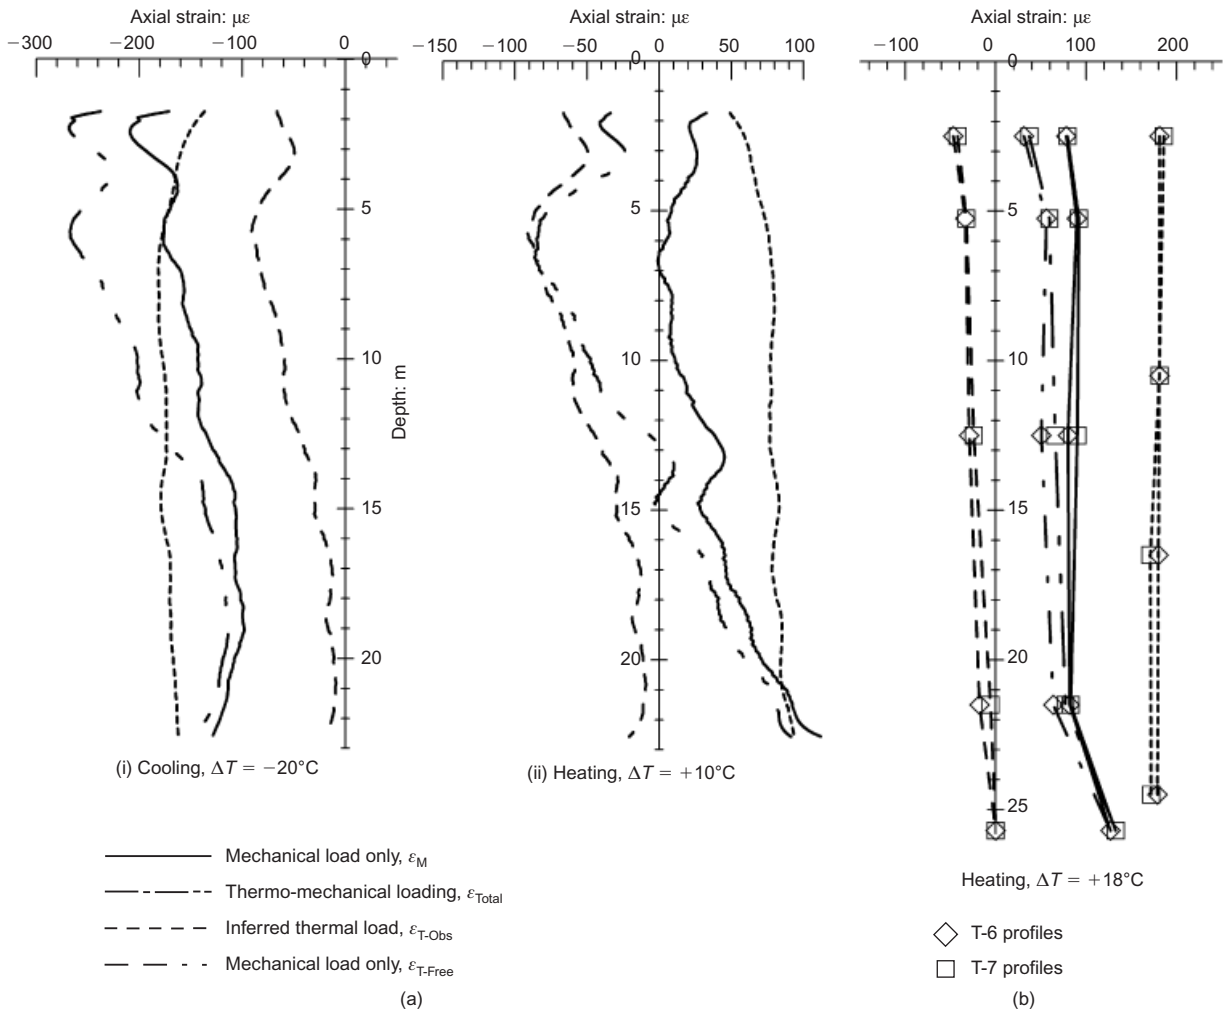 Axial strain: με
−300 −200 −100 0
5
10
15
20
Depth: m
(i) Cooling, ΔT = −20°C
Axial strain: με
−150 −100 −50 0 50 100
0
5
10
15
20
(ii) Heating, ΔT = +10°C
Axial strain: με
−100 0 100 200
0
5
10
15
20
25
Heating, ΔT = +18°C
Mechanical load only, εM
Thermo-mechanical loading, εTotal
Inferred thermal load, εT-Obs
Mechanical load only, εT-Free
(a)
T-6 profiles
T-7 profiles
(b)